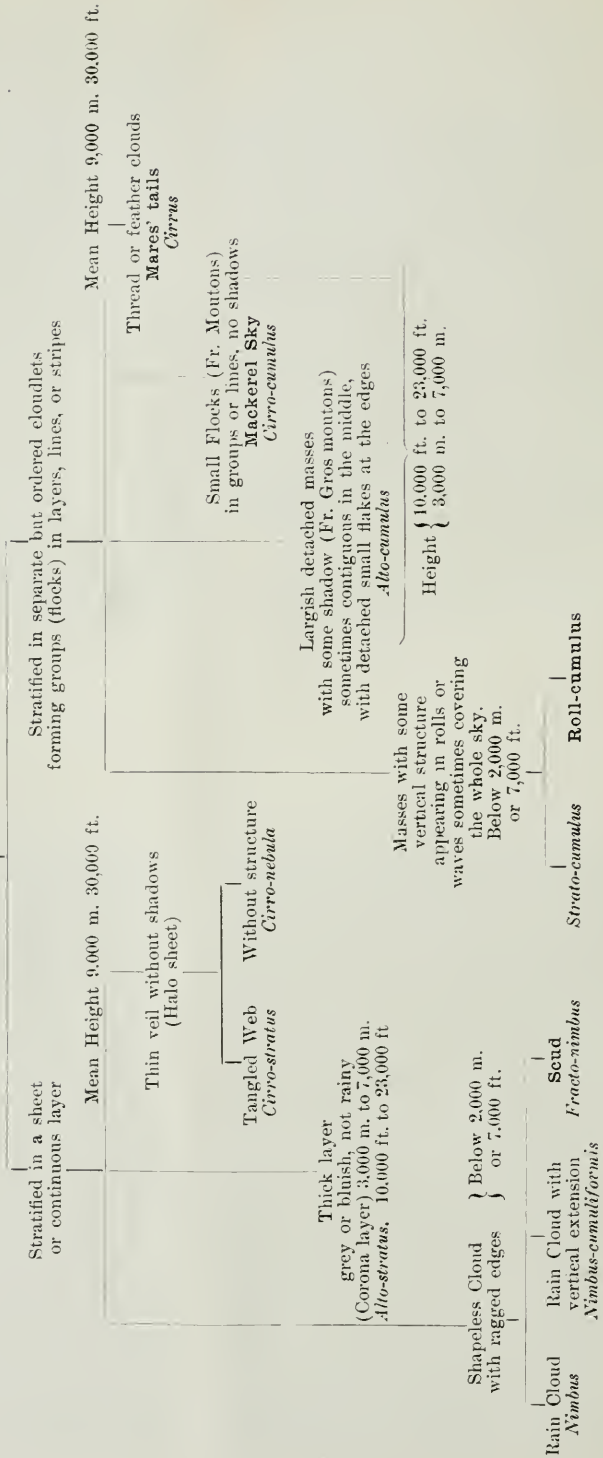 Stratified in a sheet
or continuous layer
Mean Height 9.000 m. 30,000 ft.
Thin veil without shadows
(Halo sheet)
Tangled Web
Cirro-stratus
Without structure
Cirro-nebula
Thick layer
grey or bluish, not rainy
(Corona layer) 3,000 m. to 7,000 m.
Alto-stratus, 10,000 ft. to 23,000 ft
Shapeless Cloud
with ragged edges
} Below 2,000 m.
or 7,000 ft.
Rain Cloud
Nimbus
Rain Cloud with
vertical extension
Nimbus-cumuliformis
Scud
Fracto-nimbus
Stratified in separate but ordered cloudlets
forming groups (flocks) in layers, lines, or stripes
Mean Height 9,000 m. 30.000 ft.
Thread or feather clouds
Mares' tails
Cirrus
Small Flocks (Fr. Moutons)
in groups or lines, no shadows
Mackerel Sky
Cirro-cumulus
Largish detached masses
with some shadow (Fr. Gros moutons)
sometimes contiguous in the middle,
with detached small flakes at the edges
Alto-cumulus
Height { 10,000 ft. to 23,000 ft.
3,000 m. to 7,000 m.
Masses with some
vertical structure
appearing in rolls or
waves sometimes covering
the whole sky.
Below 2,000 m.
or 7,000 ft.
Strato-cumulus
Roll-cumulus